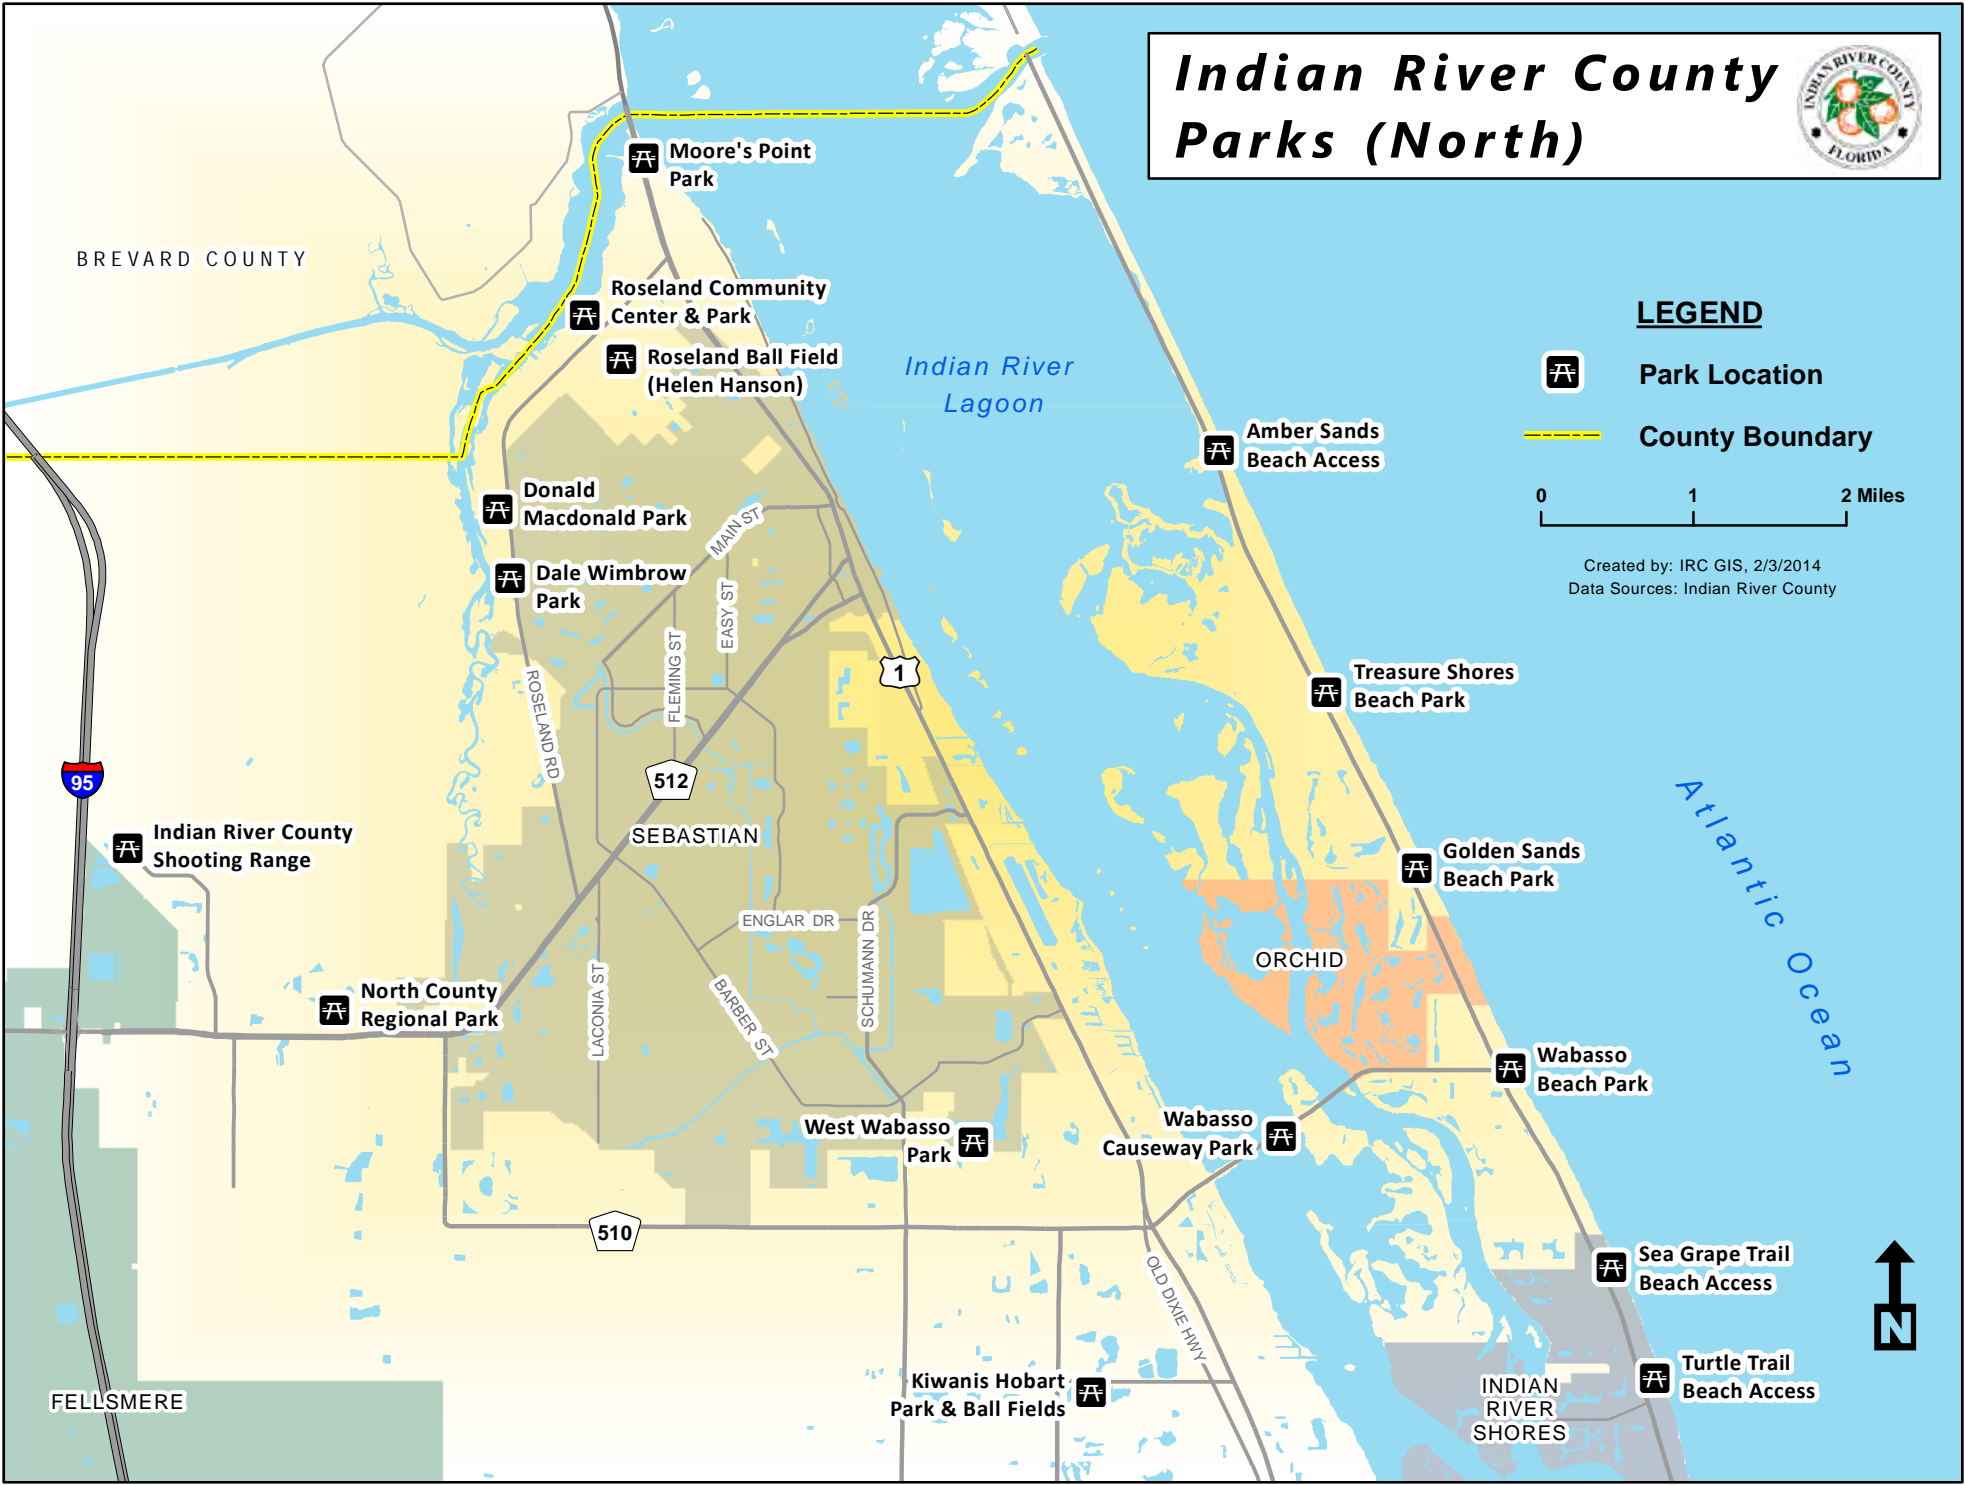 Indian River County
Parks (North)
INDIAN RIVER COUNTY
FLORIDA
Moore's Point
Park
BREVARD COUNTY
Roseland Community
Center & Park
Roseland Ball Field
(Helen Hanson)
Indian River
Lagoon
LEGEND
Park Location
County Boundary
0 1 2 Miles
Created by: IRC GIS, 2/3/2014
Data Sources: Indian River County
Amber Sands
Beach Access
Donald
Macdonald Park
MAIN ST
Dale Wimbrow
Park
EASY ST
FLEMING ST
ROSELAND RD
1
Treasure Shores
Beach Park
95
512
SEBASTIAN
Atlantic Ocean
Indian River County
Shooting Range
Golden Sands
Beach Park
ENGLAR DR
SCHUMANN DR
ORCHID
LACONIA ST
BARBER ST
North County
Regional Park
Wabasso
Beach Park
West Wabasso
Park
Wabasso
Causeway Park
510
OLD DIXIE HWY
Sea Grape Trail
Beach Access
N
FELLSMERE
Kiwanis Hobart
Park & Ball Fields
INDIAN
RIVER
SHORES
Turtle Trail
Beach Access